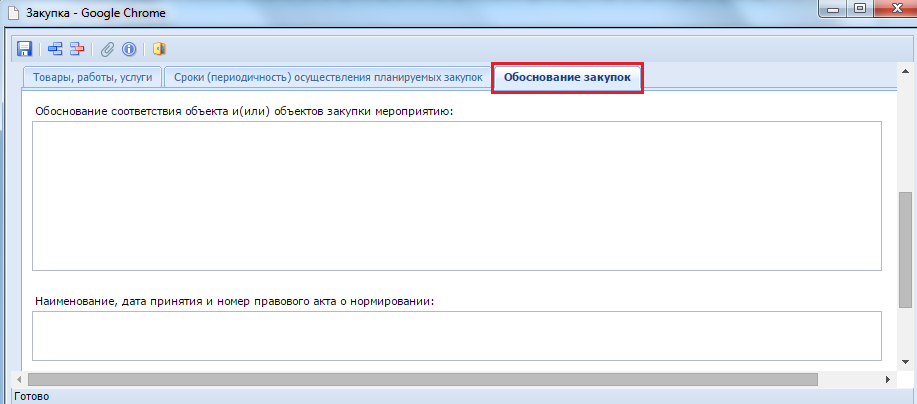 Закупка - Google Chrome
Товары, работы, услуги
Сроки (периодичность) осуществления планируемых закупок
Обоснование закупок
Обоснование соответствия объекта и(или) объектов закупки мероприятию:
Наименование, дата принятия и номер правового акта о нормировании:
Готово